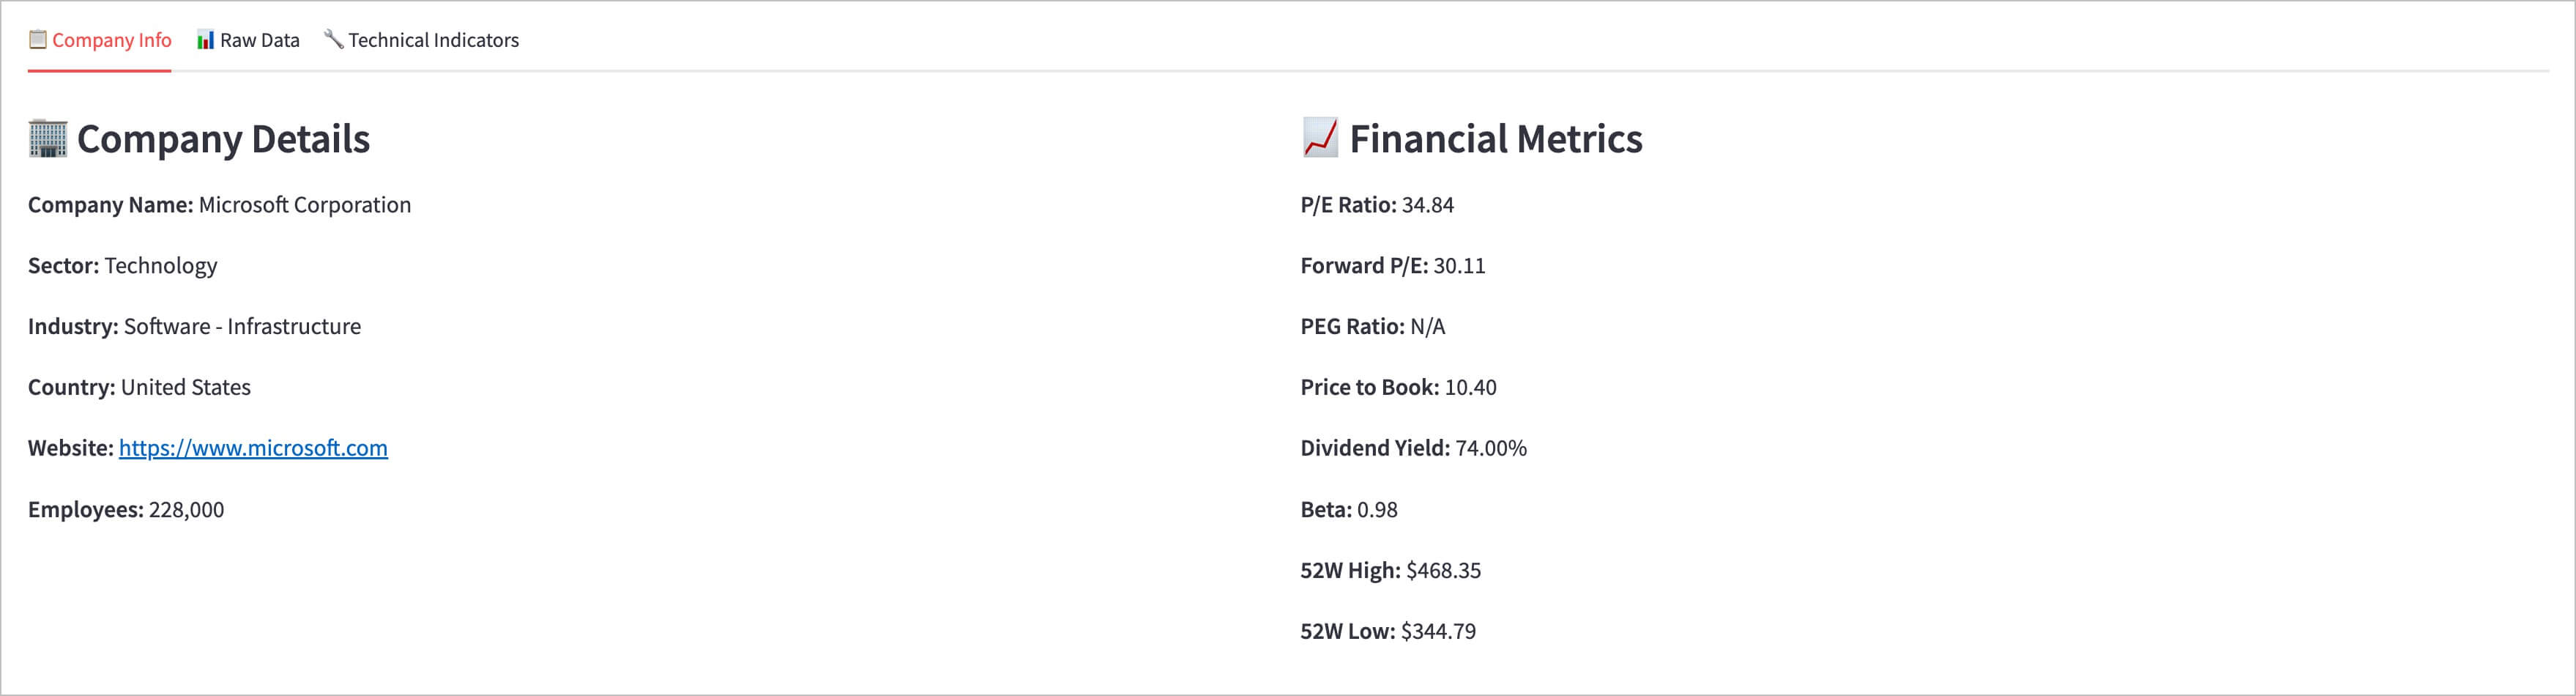 Company Info Raw Data Technical Indicators
Company Details
Company Name: Microsoft Corporation
Sector: Technology
Industry: Software - Infrastructure
Country: United States
Website: https://www.microsoft.com
Employees: 228,000
Financial Metrics
P/E Ratio: 34.84
Forward P/E: 30.11
PEG Ratio: N/A
Price to Book: 10.40
Dividend Yield: 74.00%
Beta: 0.98
52W High: $468.35
52W Low: $344.79